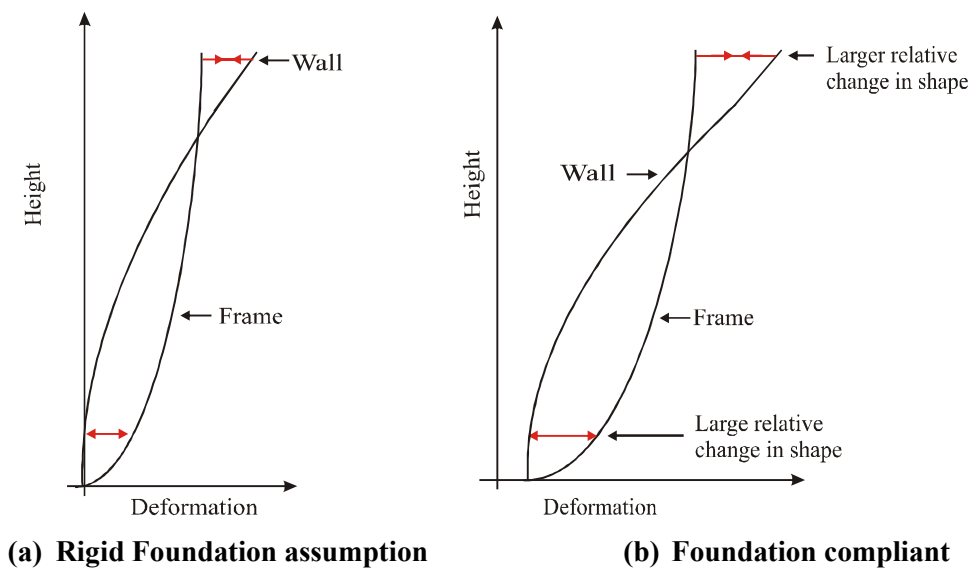 Wall
Height
Frame
Deformation
(a) Rigid Foundation assumption
Larger relative
change in shape
Wall
Height
Frame
Large relative
change in shape
Deformation
(b) Foundation compliant